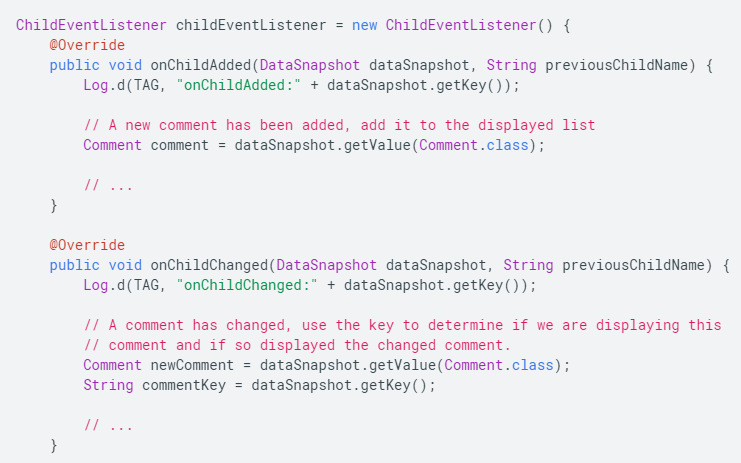 ChildEventListener childEventListener = new ChildEventListener() {
    @Override
    public void onChildAdded(DataSnapshot dataSnapshot, String previousChildName) {
        Log.d(TAG, "onChildAdded:" + dataSnapshot.getKey());

        // A new comment has been added, add it to the displayed list
        Comment comment = dataSnapshot.getValue(Comment.class);

        // ...
    }

    @Override
    public void onChildChanged(DataSnapshot dataSnapshot, String previousChildName) {
        Log.d(TAG, "onChildChanged:" + dataSnapshot.getKey());

        // A comment has changed, use the key to determine if we are displaying this
        // comment and if so displayed the changed comment.
        Comment newComment = dataSnapshot.getValue(Comment.class);
        String commentKey = dataSnapshot.getKey();

        // ...
    }